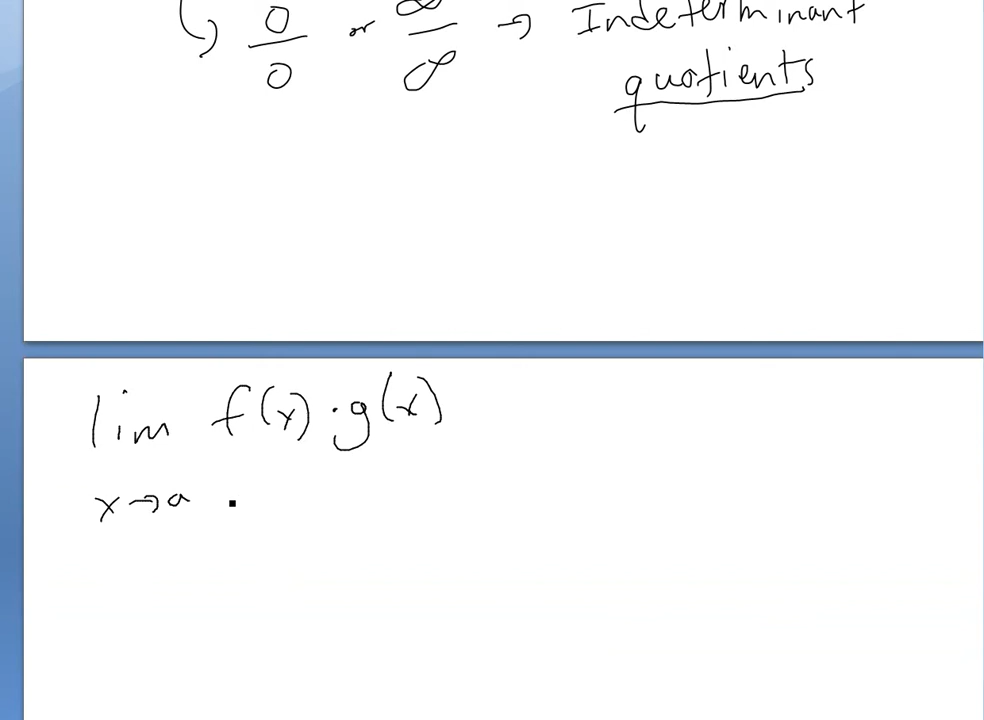 ↳ 0/0 or ∞/∞ → Indeterminant
quotients
lim f(x)·g(x)
x→a